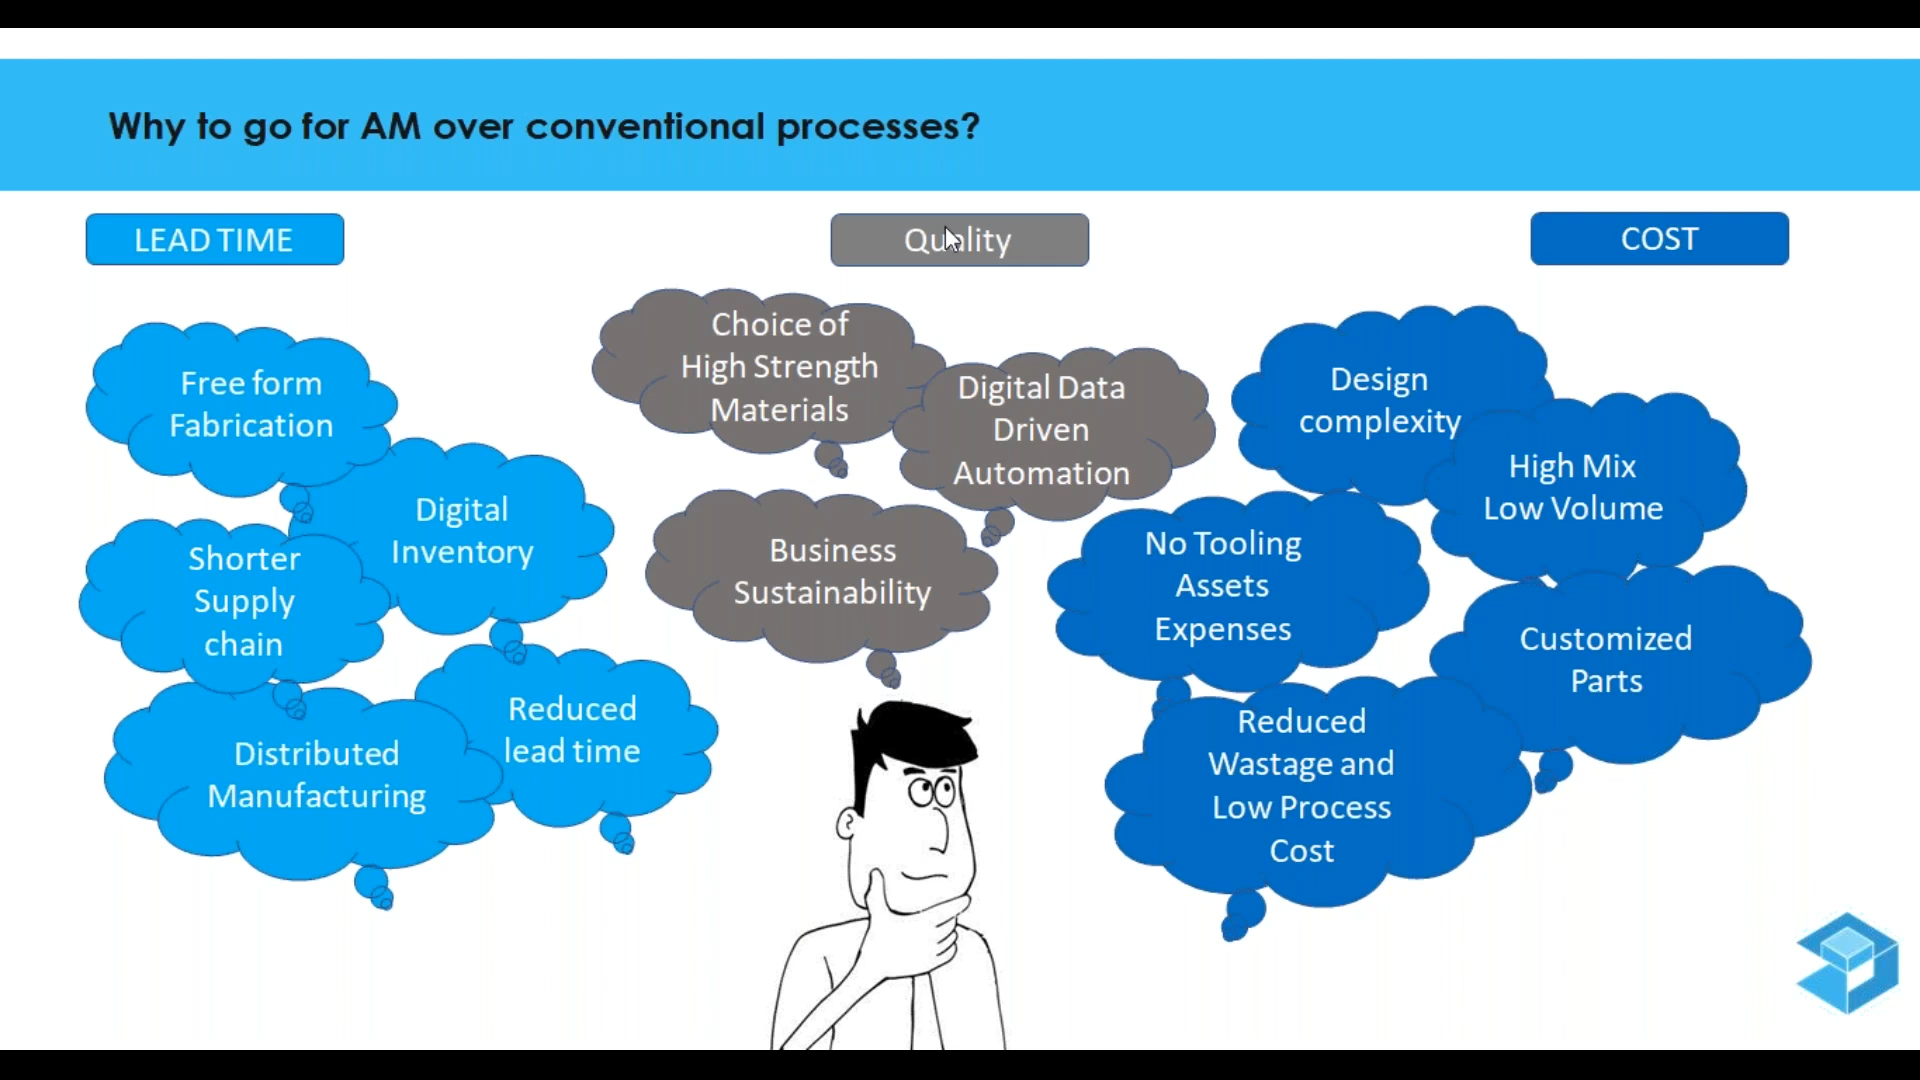 Why to go for AM over conventional processes?
LEAD TIME
Quality
COST
Free form
Fabrication
Digital
Inventory
Shorter
Supply
chain
Reduced
lead time
Distributed
Manufacturing
Choice of
High Strength
Materials
Digital Data
Driven
Automation
Business
Sustainability
Design
complexity
High Mix
Low Volume
No Tooling
Assets
Expenses
Customized
Parts
Reduced
Wastage and
Low Process
Cost